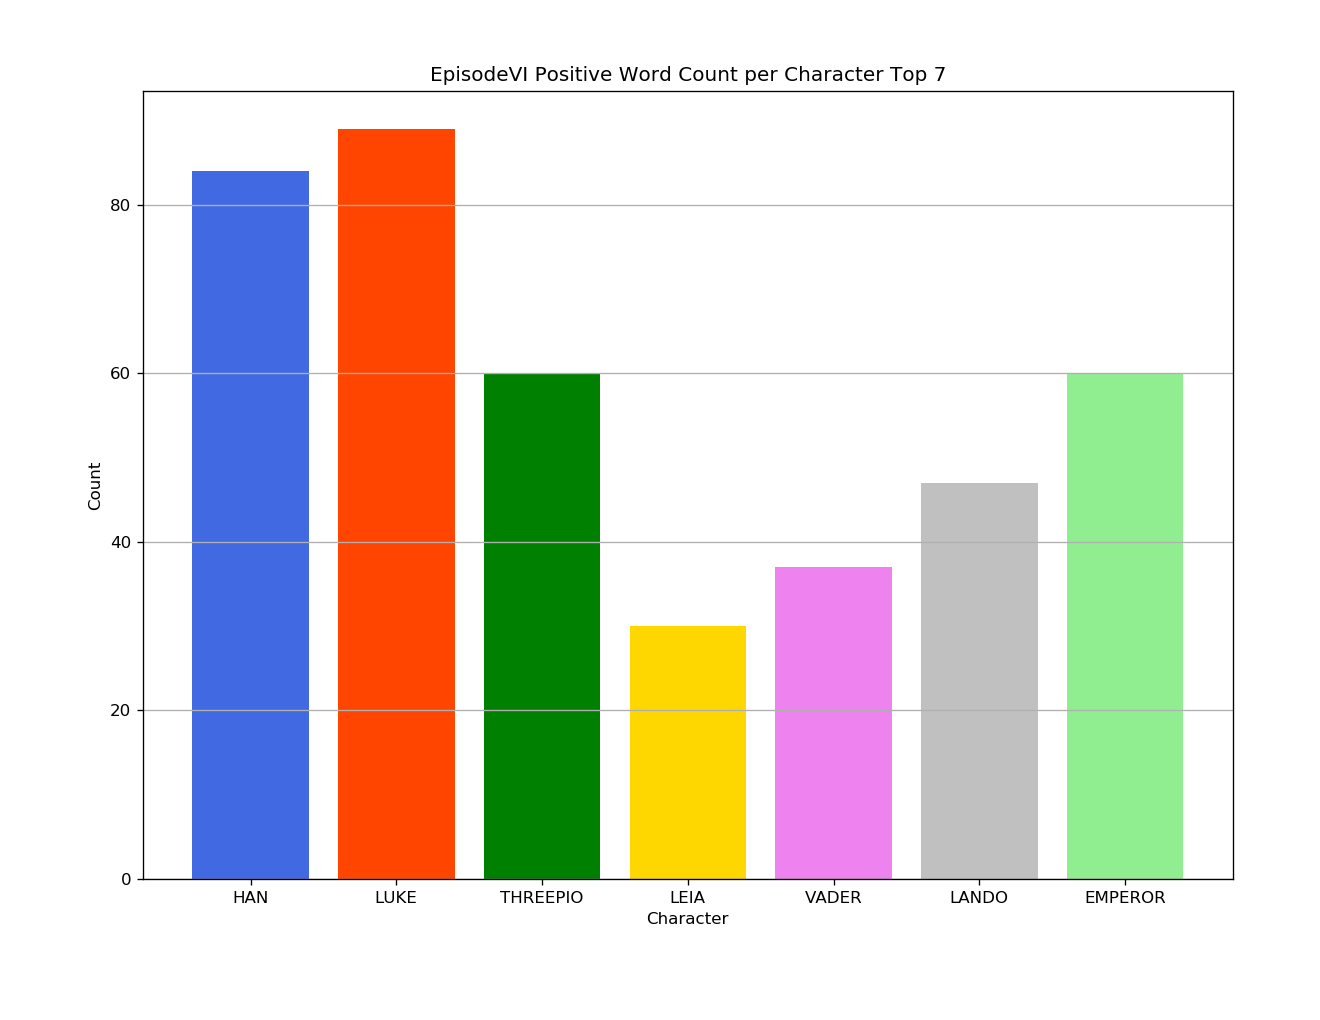 EpisodeVI Positive Word Count per Character Top 7
80
60
40
20
0
Count
HAN LUKE THREEPIO LEIA VADER LANDO EMPEROR
Character